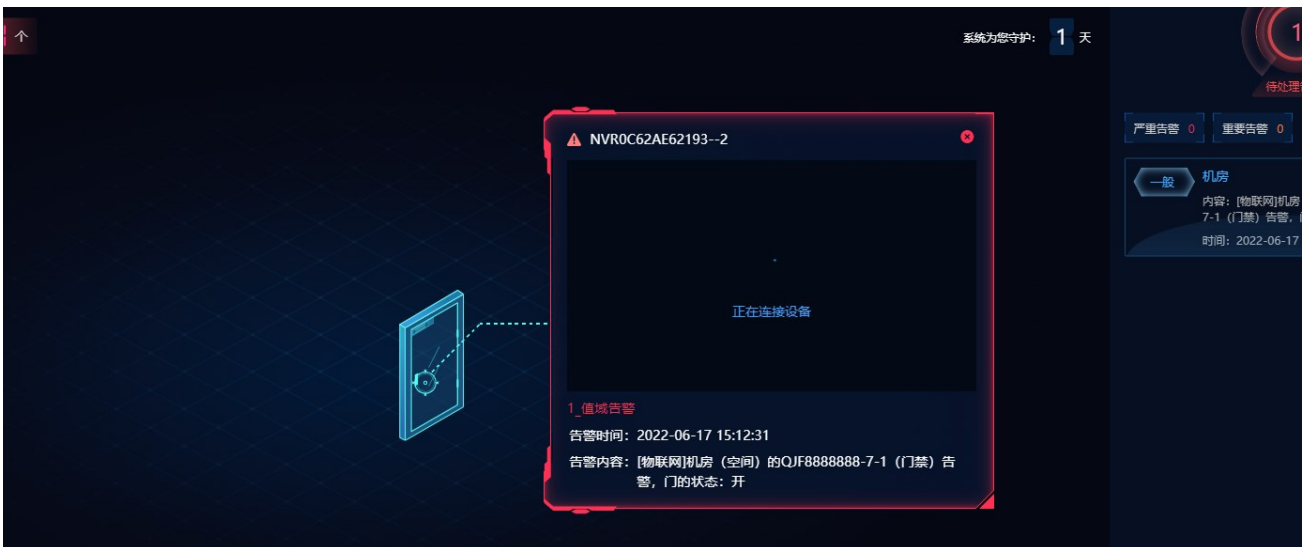 个
系统为您守护： 1 天
1
待处理
严重告警 0 重要告警 0
NVR0C62AE62193--2
一般
机房
内容：[物联网]机房
7-1（门禁）告警，
时间：2022-06-17
正在连接设备
1_值域告警
告警时间：2022-06-17 15:12:31
告警内容：[物联网]机房（空间）的QJF8888888-7-1（门禁）告
警，门的状态：开